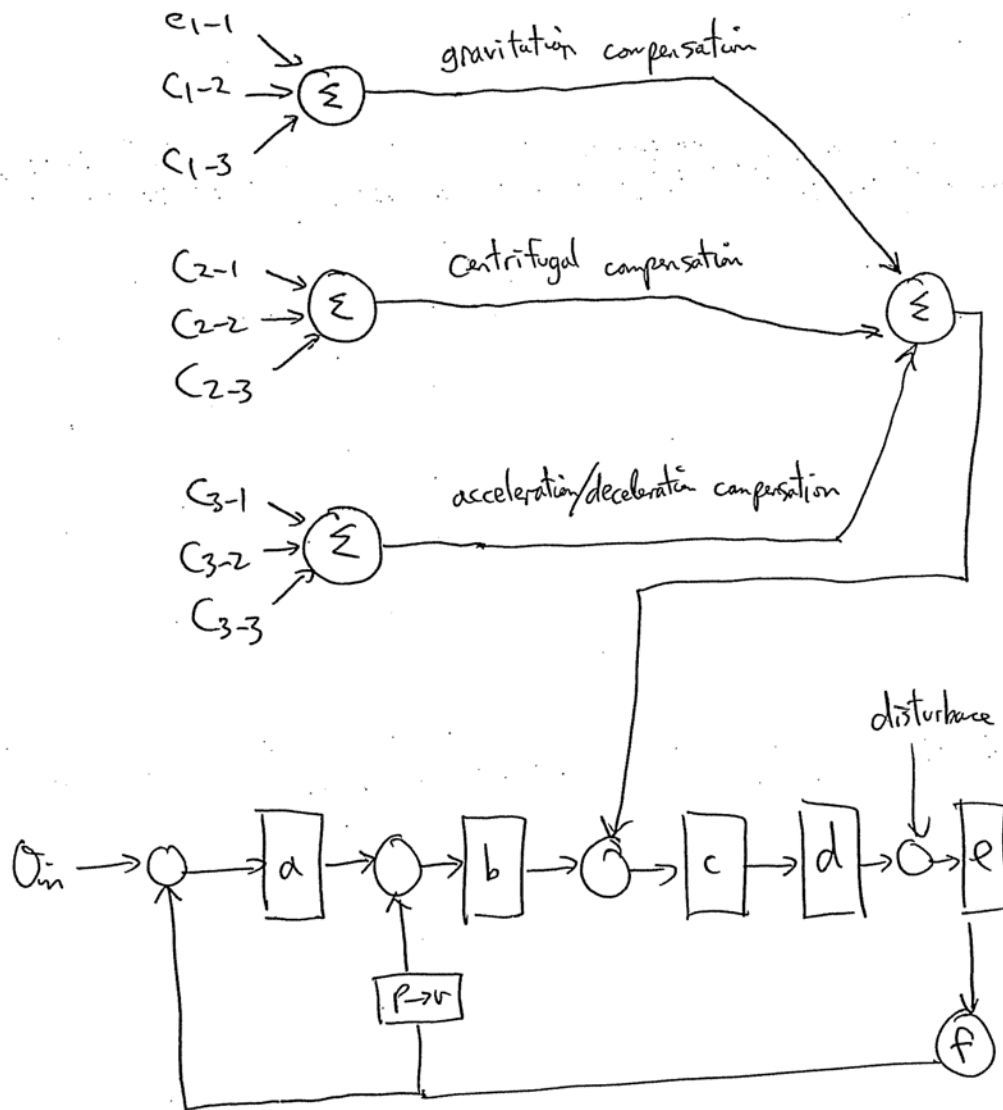 e1-1
C1-2
C1-3
Σ
gravitation compensation
C2-1
C2-2
C2-3
Σ
centrifugal compensation
Σ
C3-1
C3-2
C3-3
Σ
acceleration/deceleration compensation
disturbace
θin
a
b
c
d
e
P→v
f